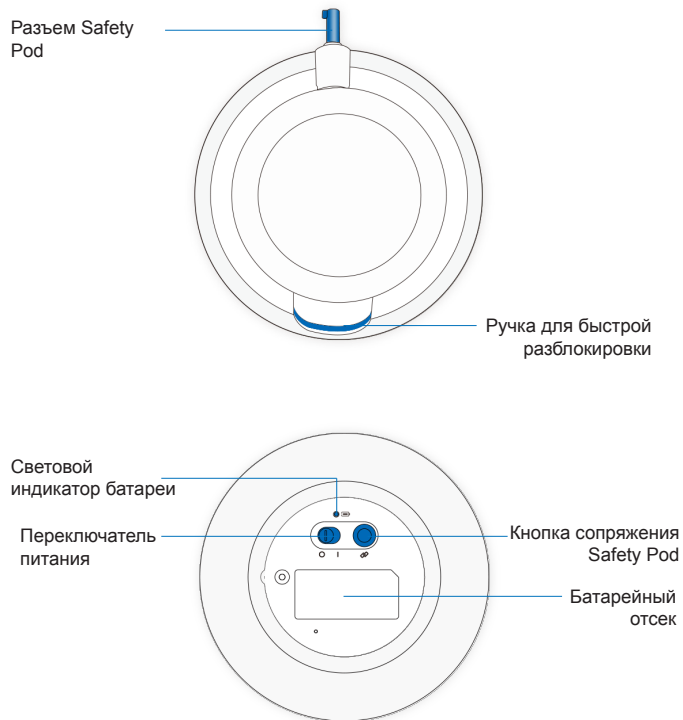 Разъем Safety
Pod
Ручка для быстрой
разблокировки
Световой
индикатор батареи
Переключатель
питания
Кнопка сопряжения
Safety Pod
Батарейный
отсек